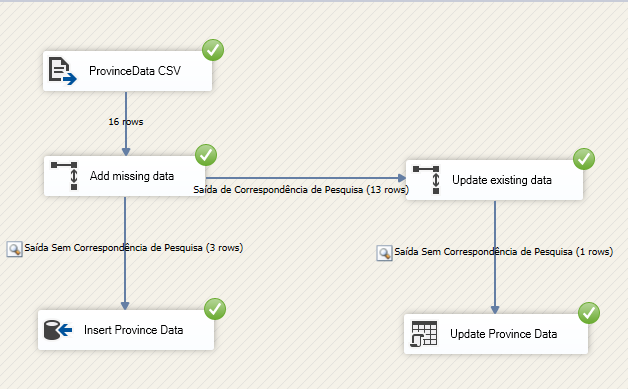 ProvinceData CSV
16 rows
Add missing data
Saída de Correspondência de Pesquisa (13 rows)
Update existing data
Saída Sem Correspondência de Pesquisa (3 rows)
Saída Sem Correspondência de Pesquisa (1 rows)
Insert Province Data
Update Province Data